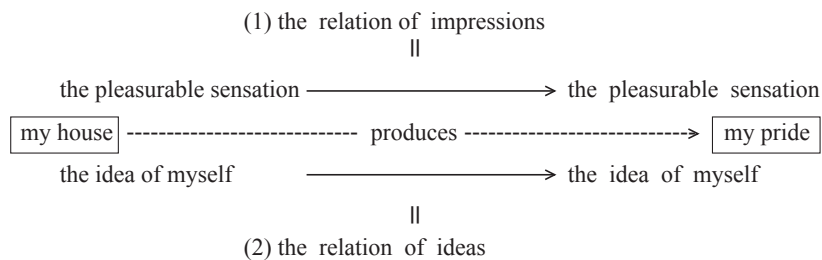 (1) the relation of impressions
=
the pleasurable sensation the pleasurable sensation
my house produces my pride
the idea of myself the idea of myself
=
(2) the relation of ideas